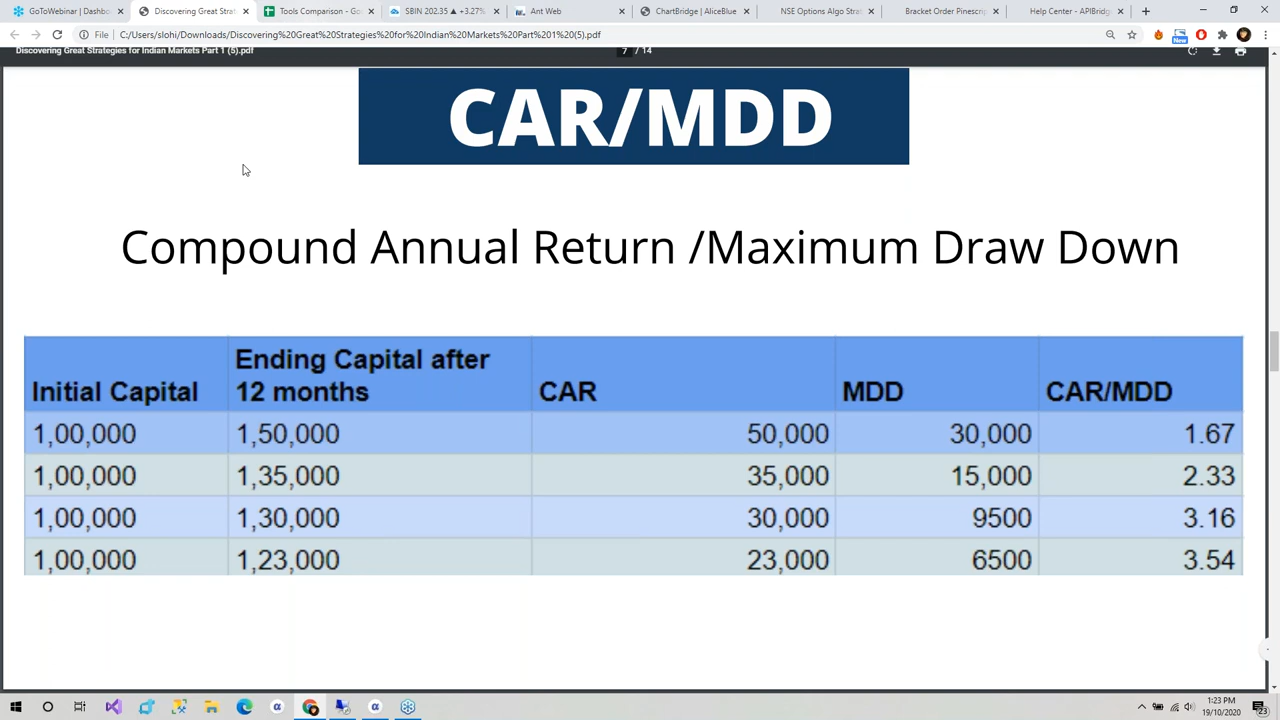 GoToWebinar | Dashbo
Discovering Great Strat
Tools Comparison - Go
SBIN 202.35 ▲ +3.27%
Ant Web
ChartBridge | AliceBlue
NSE Options Algo Strat
Bracket Order Pinescrip
Help Center - APIBridg
File | C:/Users/slohi/Downloads/Discovering%20Great%20Strategies%20for%20Indian%20Markets%20Part%201%20(5).pdf
New
Discovering Great Strategies for Indian Markets Part 1 (5).pdf
7 / 14
CAR/MDD
Compound Annual Return /Maximum Draw Down
Initial Capital Ending Capital after 12 months CAR MDD CAR/MDD
1,00,000 1,50,000 50,000 30,000 1.67
1,00,000 1,35,000 35,000 15,000 2.33
1,00,000 1,30,000 30,000 9500 3.16
1,00,000 1,23,000 23,000 6500 3.54
1:23 PM
19/10/2020
23